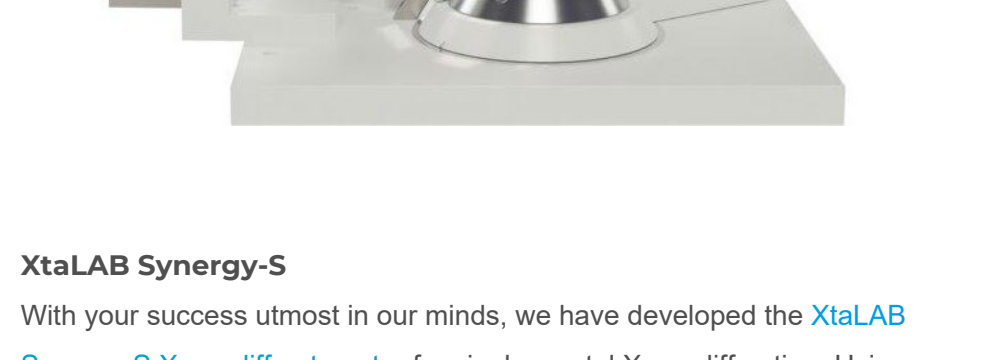 XtaLAB Synergy-S
With your success utmost in our minds, we have developed the XtaLAB